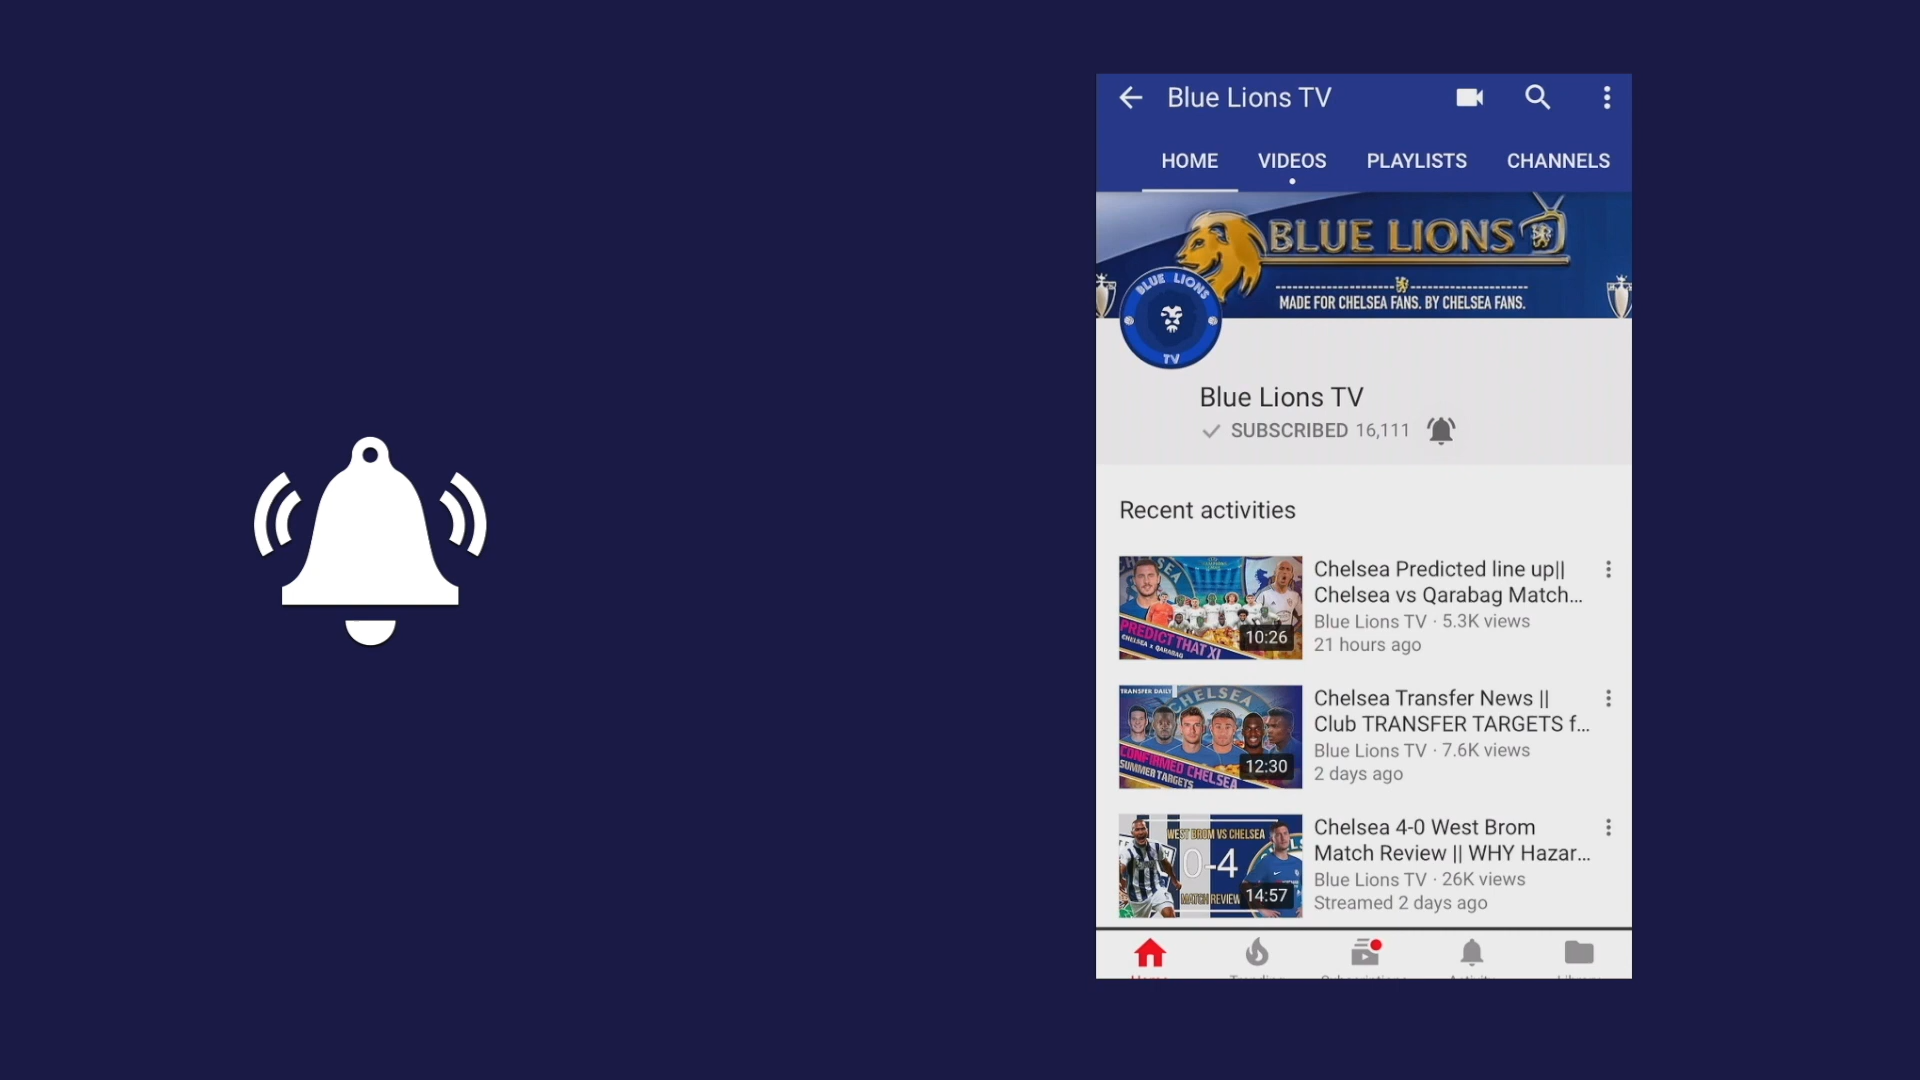 Blue Lions TV
HOME VIDEOS PLAYLISTS CHANNELS
BLUE LIONS
MADE FOR CHELSEA FANS. BY CHELSEA FANS.
BLUE LIONS
TV
Blue Lions TV
SUBSCRIBED 16,111
Recent activities
CHELSEA
PREDICT THAT XI
CHELSEA X QARABAG
10:26
Chelsea Predicted line up||
Chelsea vs Qarabag Match...
Blue Lions TV · 5.3K views
21 hours ago
TRANSFER DAILY
CHELSEA
CONFIRMED CHELSEA
SUMMER TARGETS
12:30
Chelsea Transfer News ||
Club TRANSFER TARGETS f...
Blue Lions TV · 7.6K views
2 days ago
WEST BROM VS CHELSEA
0-4
MATCH REVIEW
14:57
Chelsea 4-0 West Brom
Match Review || WHY Hazar...
Blue Lions TV · 26K views
Streamed 2 days ago